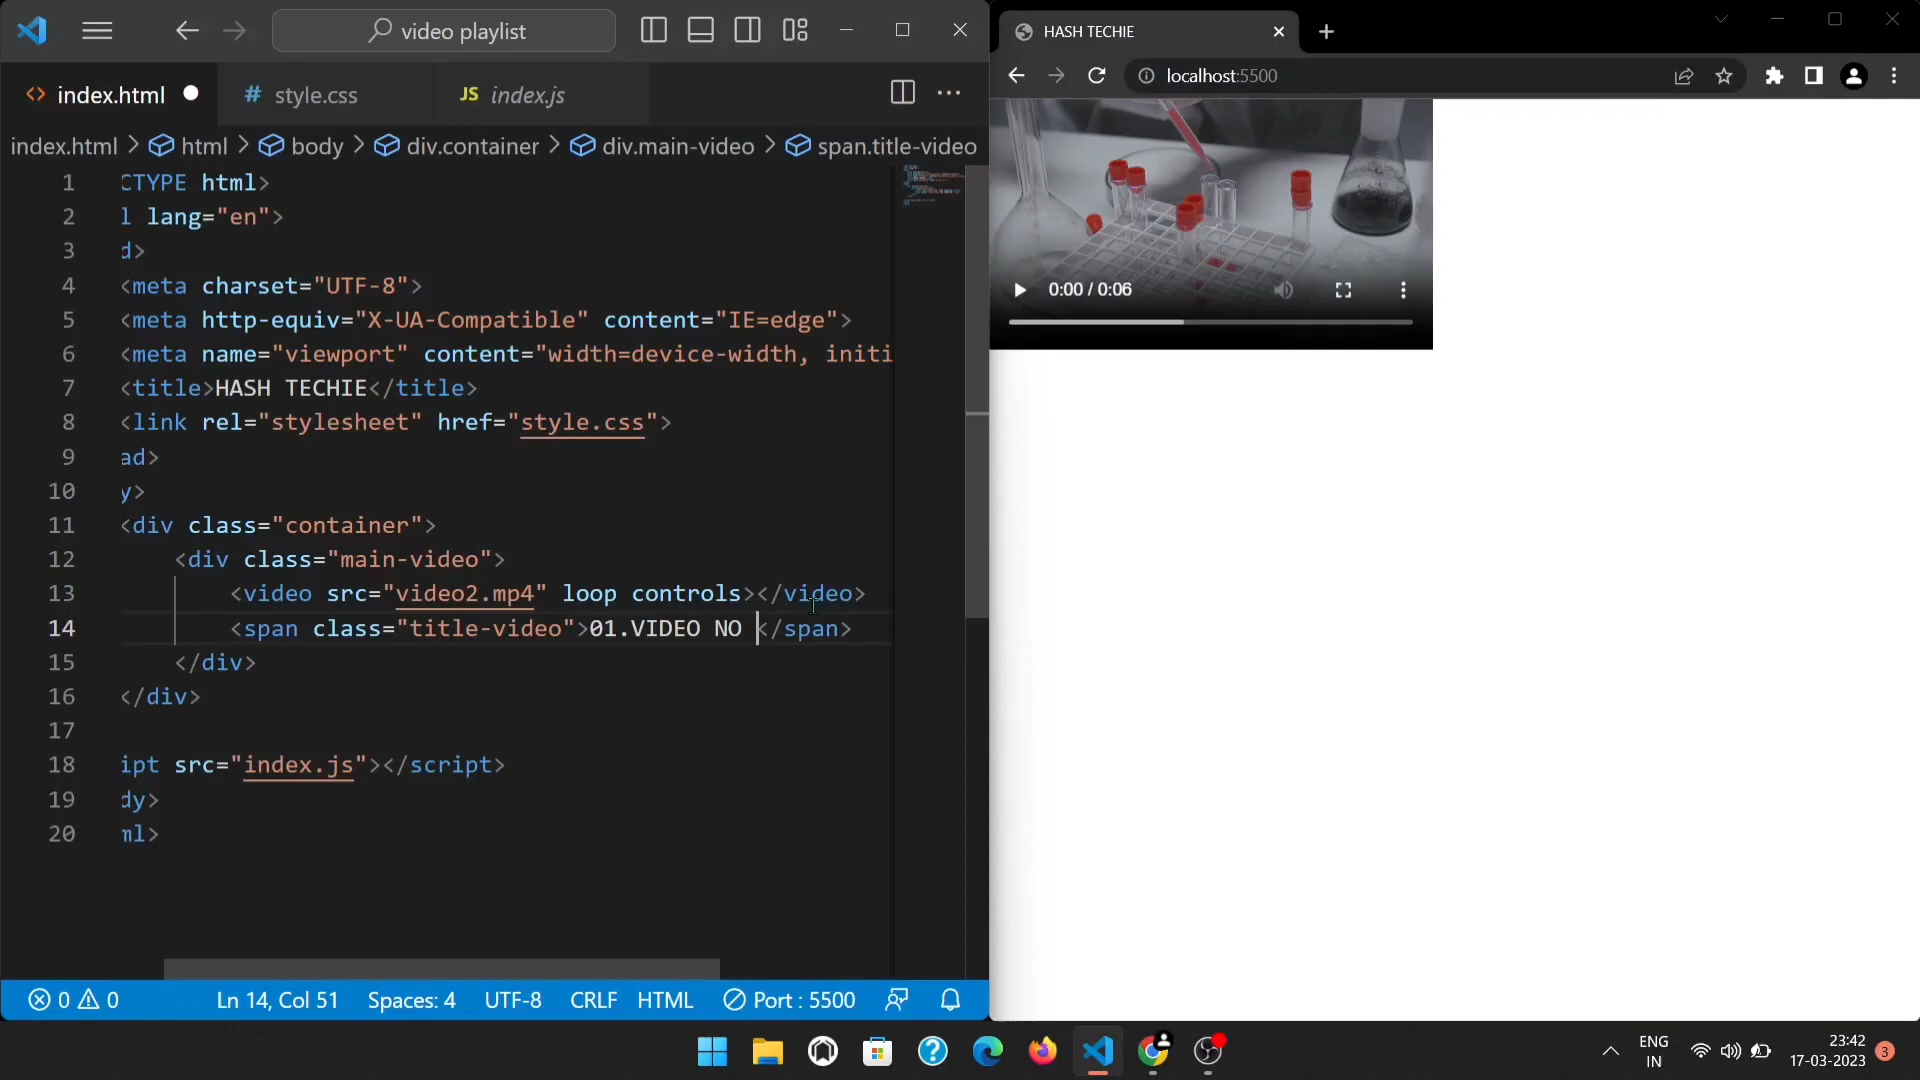 video playlist
index.html
# style.css
JS index.js
index.html > html > body > div.container > div.main-video > span.title-video
1 CTYPE html>
2 l lang="en">
3 d>
4 <meta charset="UTF-8">
5 <meta http-equiv="X-UA-Compatible" content="IE=edge">
6 <meta name="viewport" content="width=device-width, initi
7 <title>HASH TECHIE</title>
8 <link rel="stylesheet" href="style.css">
9 ad>
10 y>
11 <div class="container">
12 <div class="main-video">
13 <video src="video2.mp4" loop controls></video>
14 <span class="title-video">01.VIDEO NO </span>
15 </div>
16 </div>
17
18 ipt src="index.js"></script>
19 dy>
20 ml>
0 0 Ln 14, Col 51 Spaces: 4 UTF-8 CRLF HTML Port : 5500
HASH TECHIE
localhost:5500
0:00 / 0:06
ENG
IN
23:42
17-03-2023
3